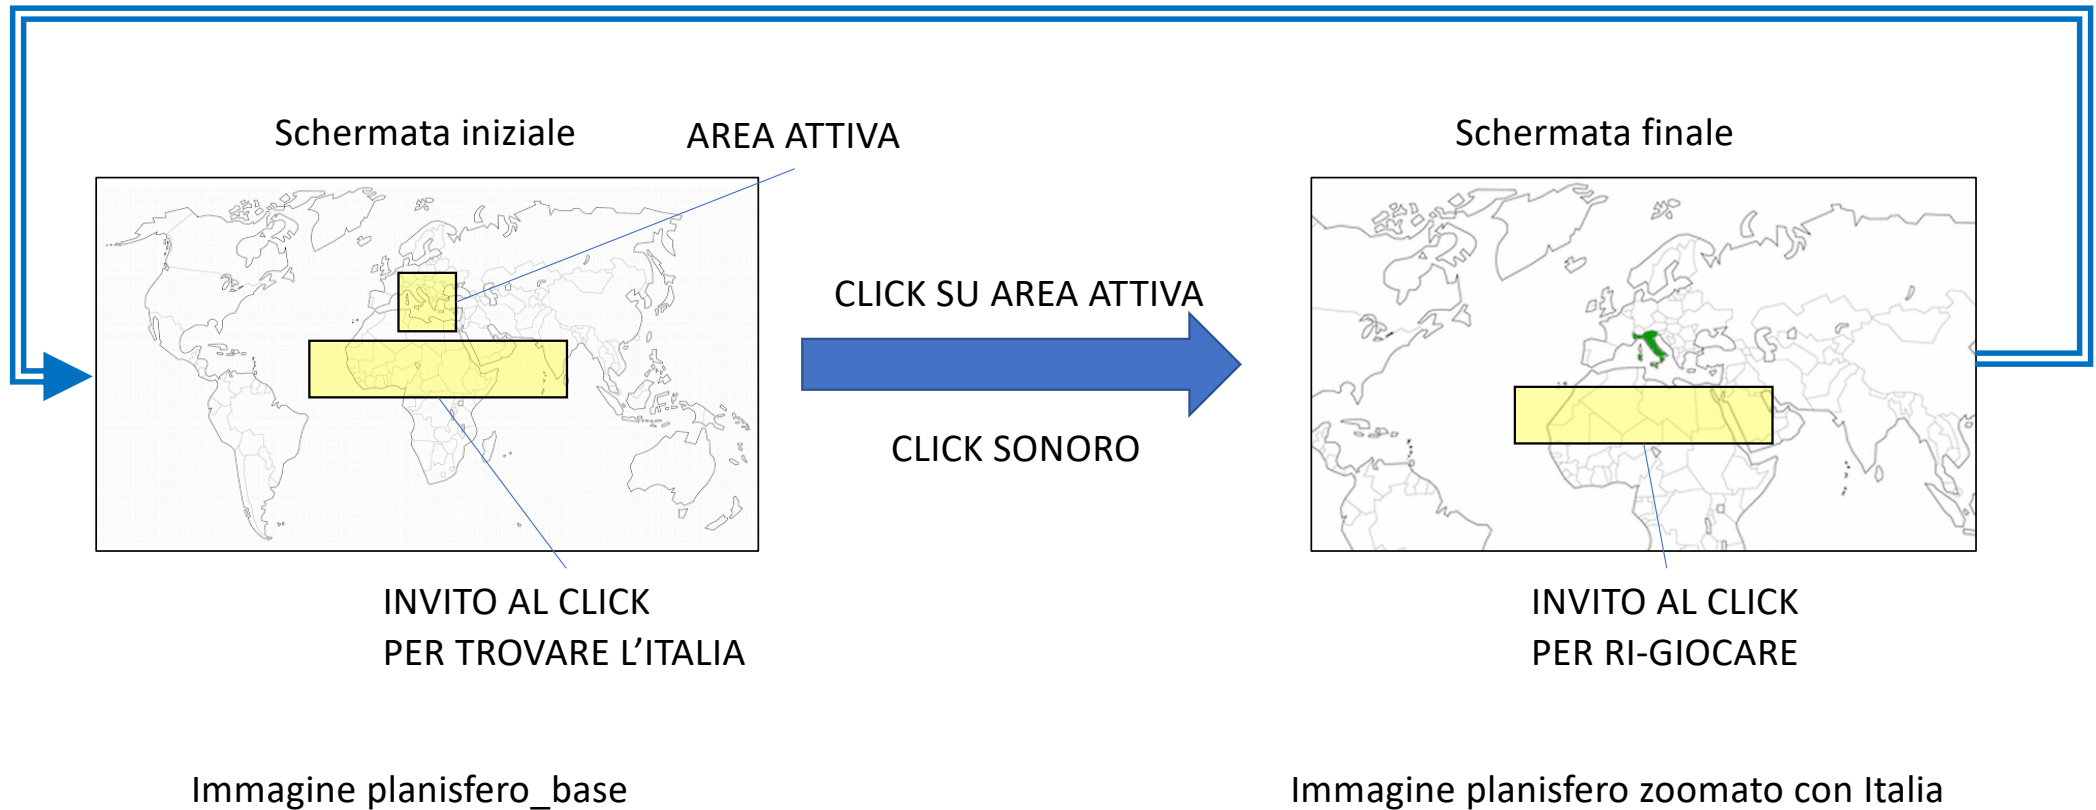 Schermata iniziale
AREA ATTIVA
Schermata finale
CLICK SU AREA ATTIVA
CLICK SONORO
INVITO AL CLICK
PER TROVARE L’ITALIA
INVITO AL CLICK
PER RI-GIOCARE
Immagine planisfero_base
Immagine planisfero zoomato con Italia